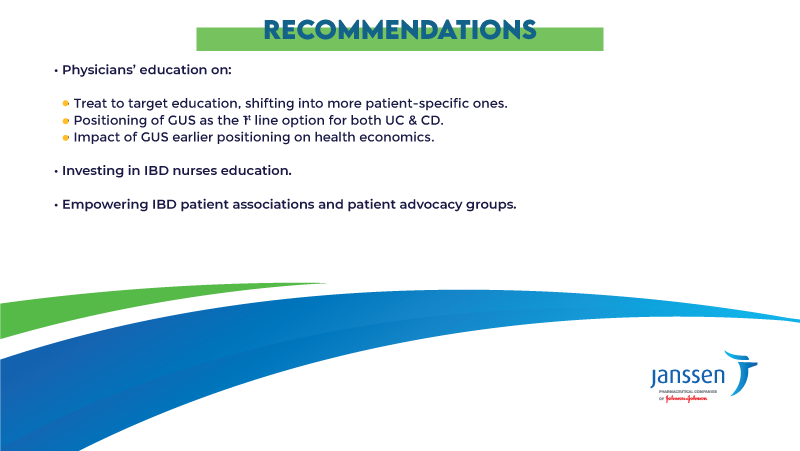 RECOMMENDATIONS
• Physicians’ education on:
• Treat to target education, shifting into more patient-specific ones.
• Positioning of GUS as the 1st line option for both UC & CD.
• Impact of GUS earlier positioning on health economics.
• Investing in IBD nurses education.
• Empowering IBD patient associations and patient advocacy groups.
janssen
PHARMACEUTICAL COMPANIES
OF Johnson & Johnson